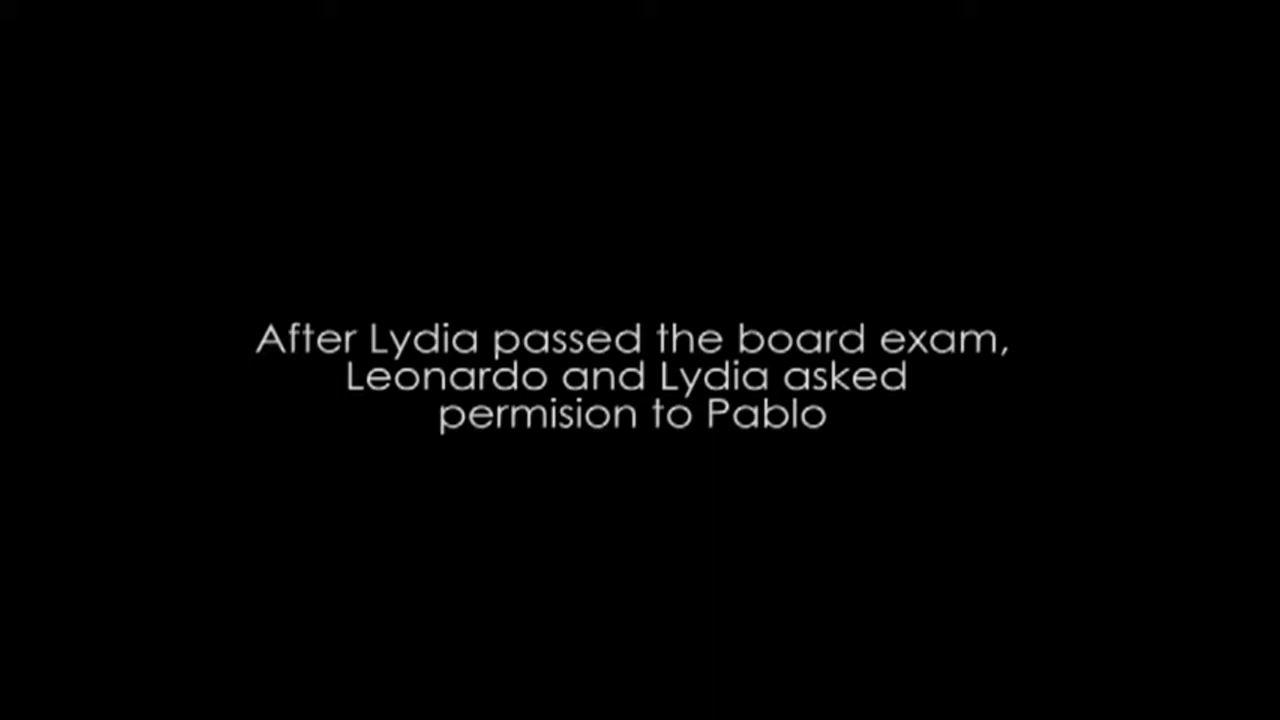 After Lydia passed the board exam,
Leonardo and Lydia asked
permision to Pablo